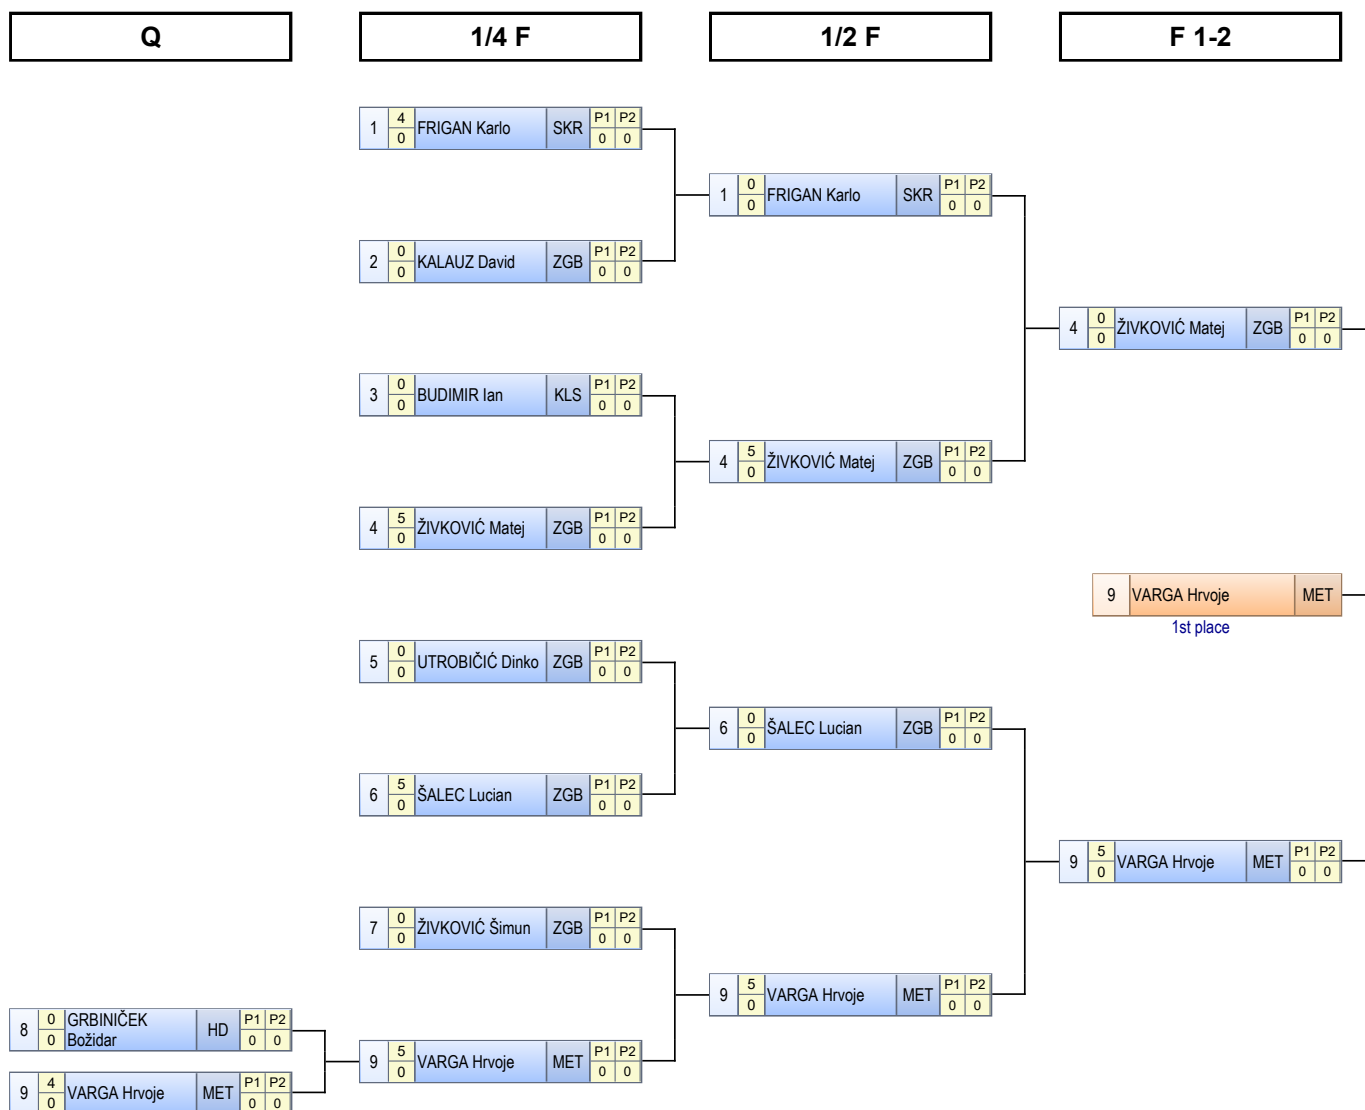 Q 1/4 F 1/2 F F 1-2
1 4 0 FRIGAN Karlo SKR P1 P2 0 0
2 0 0 KALAUZ David ZGB P1 P2 0 0
3 0 0 BUDIMIR Ian KLS P1 P2 0 0
4 5 0 ŽIVKOVIĆ Matej ZGB P1 P2 0 0
5 0 0 UTROBIČIĆ Dinko ZGB P1 P2 0 0
6 5 0 ŠALEC Lucian ZGB P1 P2 0 0
7 0 0 ŽIVKOVIĆ Šimun ZGB P1 P2 0 0
8 0 0 GRBINIČEK
Božidar HD P1 P2 0 0
9 4 0 VARGA Hrvoje MET P1 P2 0 0
9 5 0 VARGA Hrvoje MET P1 P2 0 0
1 0 0 FRIGAN Karlo SKR P1 P2 0 0
4 5 0 ŽIVKOVIĆ Matej ZGB P1 P2 0 0
6 0 0 ŠALEC Lucian ZGB P1 P2 0 0
9 5 0 VARGA Hrvoje MET P1 P2 0 0
4 0 0 ŽIVKOVIĆ Matej ZGB P1 P2 0 0
9 VARGA Hrvoje MET
1st place
9 5 0 VARGA Hrvoje MET P1 P2 0 0